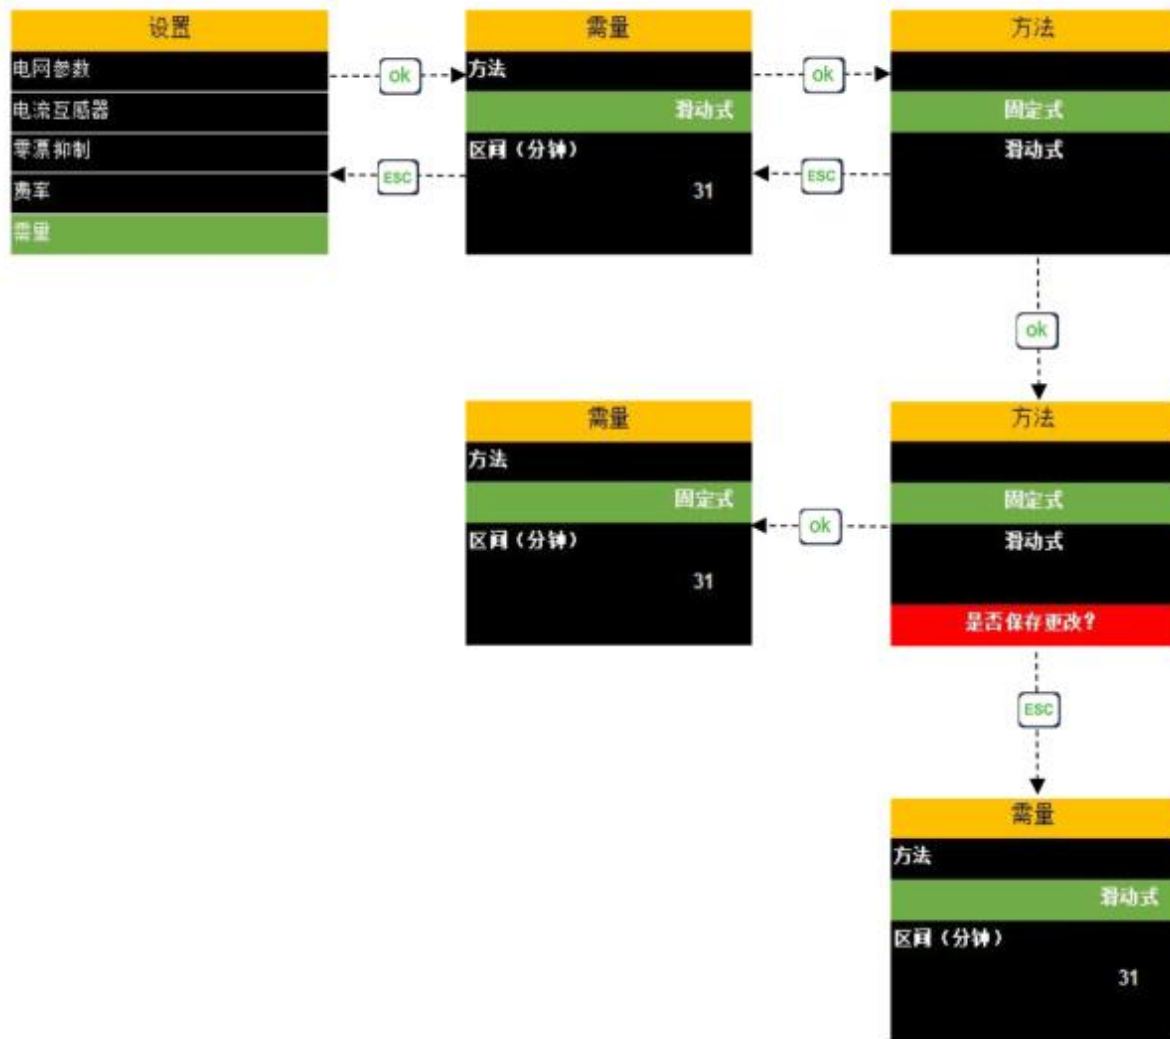 设置
电网参数
电流互感器
零漂抑制
费率
需量
ok
ESC
需量
方法
滑动式
区间（分钟）
31
ok
ESC
方法
固定式
滑动式
ok
需量
方法
固定式
区间（分钟）
31
ok
方法
固定式
滑动式
是否保存更改？
ESC
需量
方法
滑动式
区间（分钟）
31